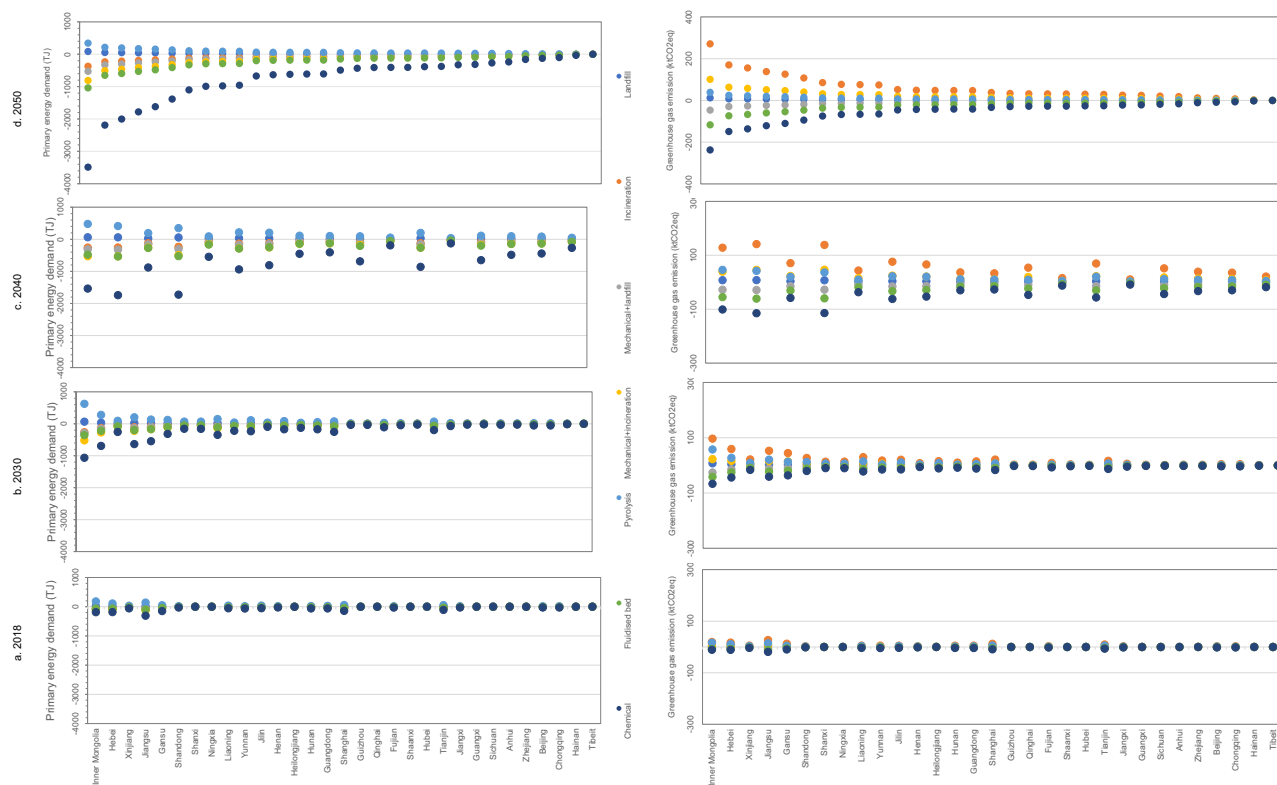 d. 2050
Primary energy demand (TJ)
1000
0
-1000
-2000
-3000
-4000
Greenhouse gas emission (ktCO2eq)
400
200
0
-200
-400
c. 2040
Primary energy demand (TJ)
1000
0
-1000
-2000
-3000
-4000
Greenhouse gas emission (ktCO2eq)
300
100
-100
-300
b. 2030
Primary energy demand (TJ)
1000
0
-1000
-2000
-3000
-4000
Greenhouse gas emission (ktCO2eq)
300
100
-100
-300
a. 2018
Primary energy demand (TJ)
1000
0
-1000
-2000
-3000
-4000
Greenhouse gas emission (ktCO2eq)
300
100
-100
-300
Landfill
Incineration
Mechanical+landfill
Mechanical+incineration
Pyrolysis
Fluidised bed
Chemical
Inner Mongolia
Hebei
Xinjiang
Jiangsu
Gansu
Shandong
Shanxi
Ningxia
Liaoning
Yunnan
Jilin
Henan
Heilongjiang
Hunan
Guangdong
Shanghai
Guizhou
Qinghai
Fujian
Shaanxi
Hubei
Tianjin
Jiangxi
Guangxi
Sichuan
Anhui
Zhejiang
Beijing
Chongqing
Hainan
Tibeit
Inner Mongolia
Hebei
Xinjiang
Jiangsu
Gansu
Shandong
Shanxi
Ningxia
Liaoning
Yunnan
Jilin
Henan
Heilongjiang
Hunan
Guangdong
Shanghai
Guizhou
Qinghai
Fujian
Shaanxi
Hubei
Tianjin
Jiangxi
Guangxi
Sichuan
Anhui
Zhejiang
Beijing
Chongqing
Hainan
Tibeit